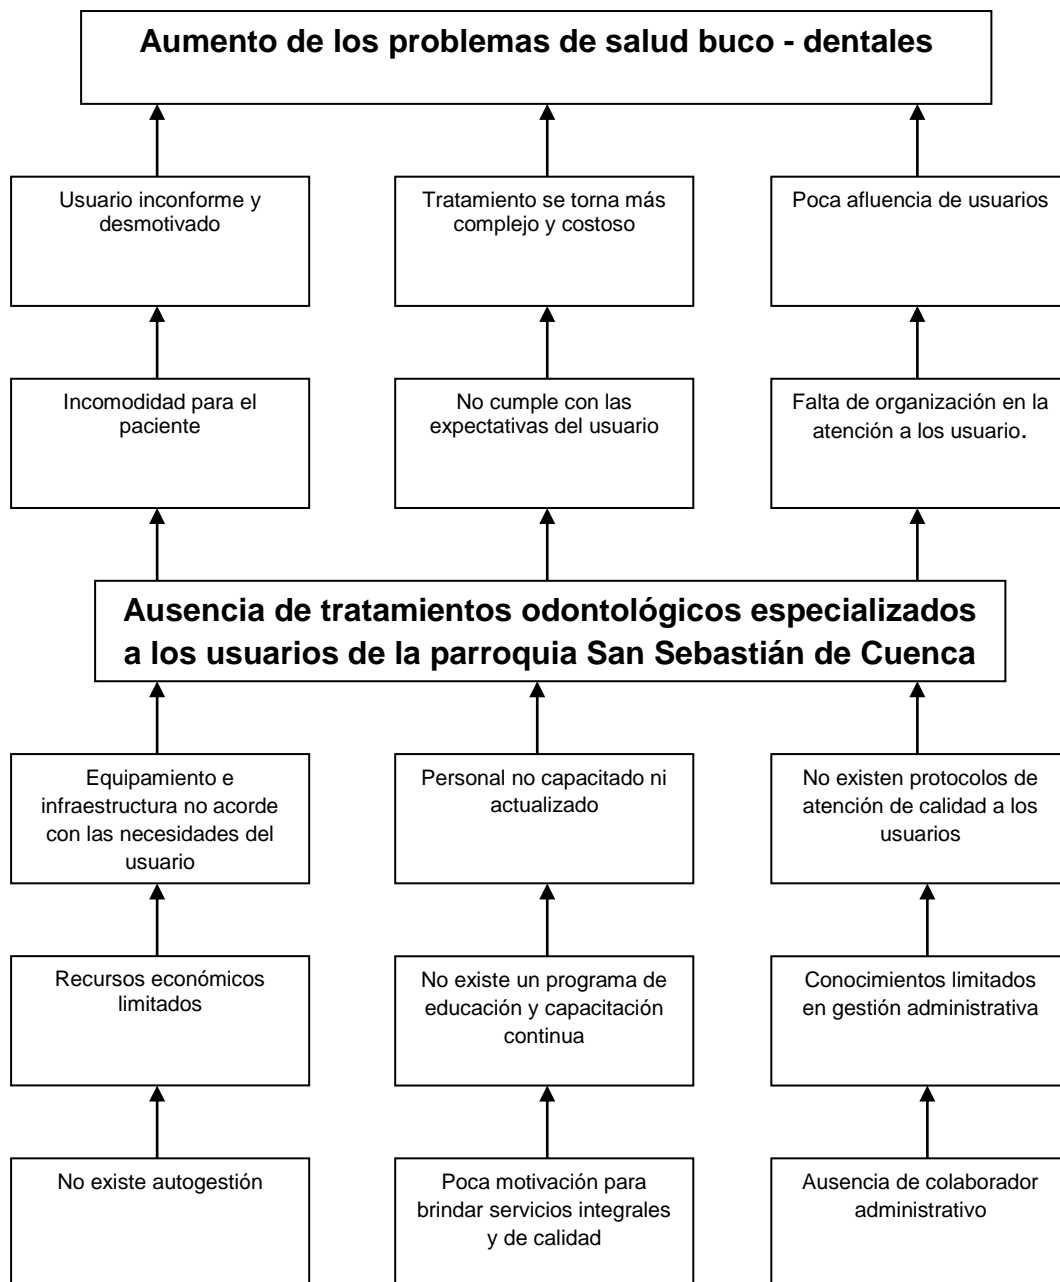 Aumento de los problemas de salud buco - dentales
Usuario inconforme y
desmotivado
Tratamiento se torna más
complejo y costoso
Poca afluencia de usuarios
Incomodidad para el
paciente
No cumple con las
expectativas del usuario
Falta de organización en la
atención a los usuario.
Ausencia de tratamientos odontológicos especializados
a los usuarios de la parroquia San Sebastián de Cuenca
Equipamiento e
infraestructura no acorde
con las necesidades del
usuario
Personal no capacitado ni
actualizado
No existen protocolos de
atención de calidad a los
usuarios
Recursos económicos
limitados
No existe un programa de
educación y capacitación
continua
Conocimientos limitados
en gestión administrativa
No existe autogestión
Poca motivación para
brindar servicios integrales
y de calidad
Ausencia de colaborador
administrativo